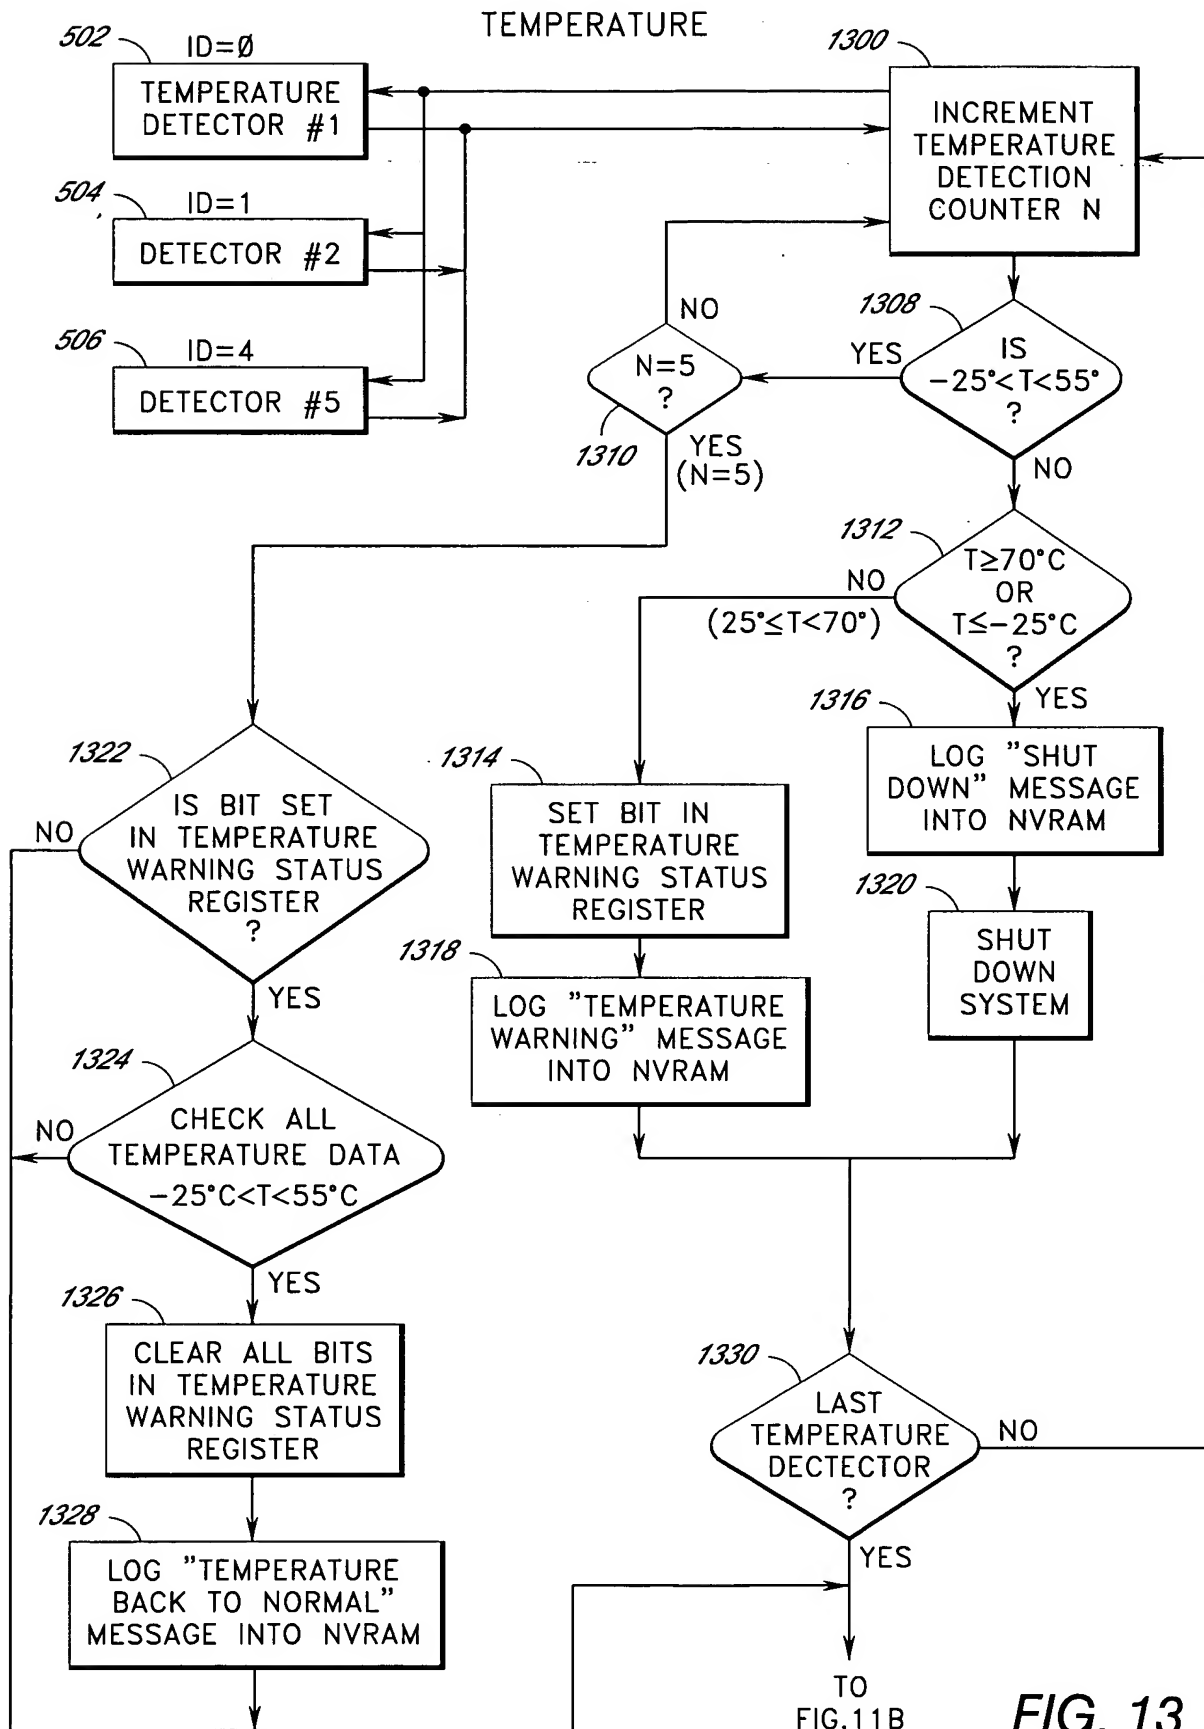 TEMPERATURE
502
ID=Ø
TEMPERATURE
DETECTOR #1
504
ID=1
DETECTOR #2
506
ID=4
DETECTOR #5
1300
INCREMENT
TEMPERATURE
DETECTION
COUNTER N
1308
IS
-25°<T<55°
?
YES
NO
1310
N=5
?
NO
YES
(N=5)
1312
T≥70°C
OR
T≤-25°C
?
NO
(25°≤T<70°)
YES
1316
LOG "SHUT
DOWN" MESSAGE
INTO NVRAM
1320
SHUT
DOWN
SYSTEM
1314
SET BIT IN
TEMPERATURE
WARNING STATUS
REGISTER
1318
LOG "TEMPERATURE
WARNING" MESSAGE
INTO NVRAM
1322
IS BIT SET
IN TEMPERATURE
WARNING STATUS
REGISTER
?
NO
YES
1324
CHECK ALL
TEMPERATURE DATA
-25°C<T<55°C
NO
YES
1326
CLEAR ALL BITS
IN TEMPERATURE
WARNING STATUS
REGISTER
1328
LOG "TEMPERATURE
BACK TO NORMAL"
MESSAGE INTO NVRAM
1330
LAST
TEMPERATURE
DECTECTOR
?
NO
YES
TO
FIG.11B
FIG. 13